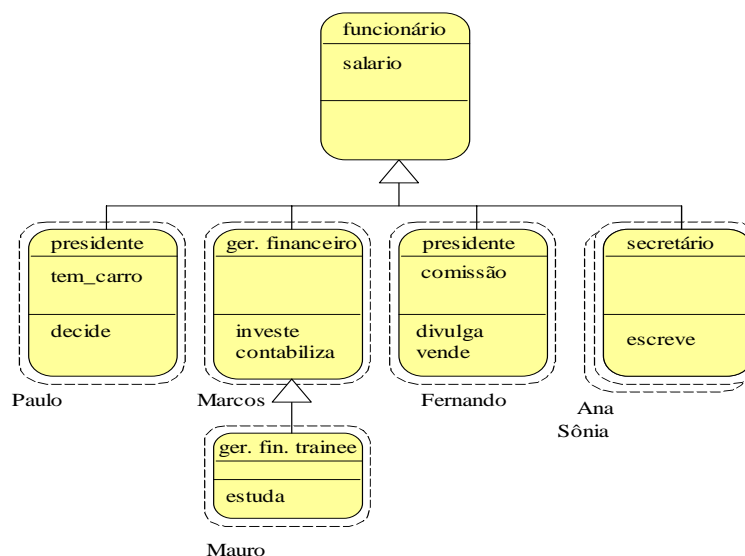 funcionário
salario
presidente
tem_carro
decide
Paulo
ger. financeiro
investe
contabiliza
Marcos
presidente
comissão
divulga
vende
Fernando
secretário
escreve
Ana
Sônia
ger. fin. trainee
estuda
Mauro